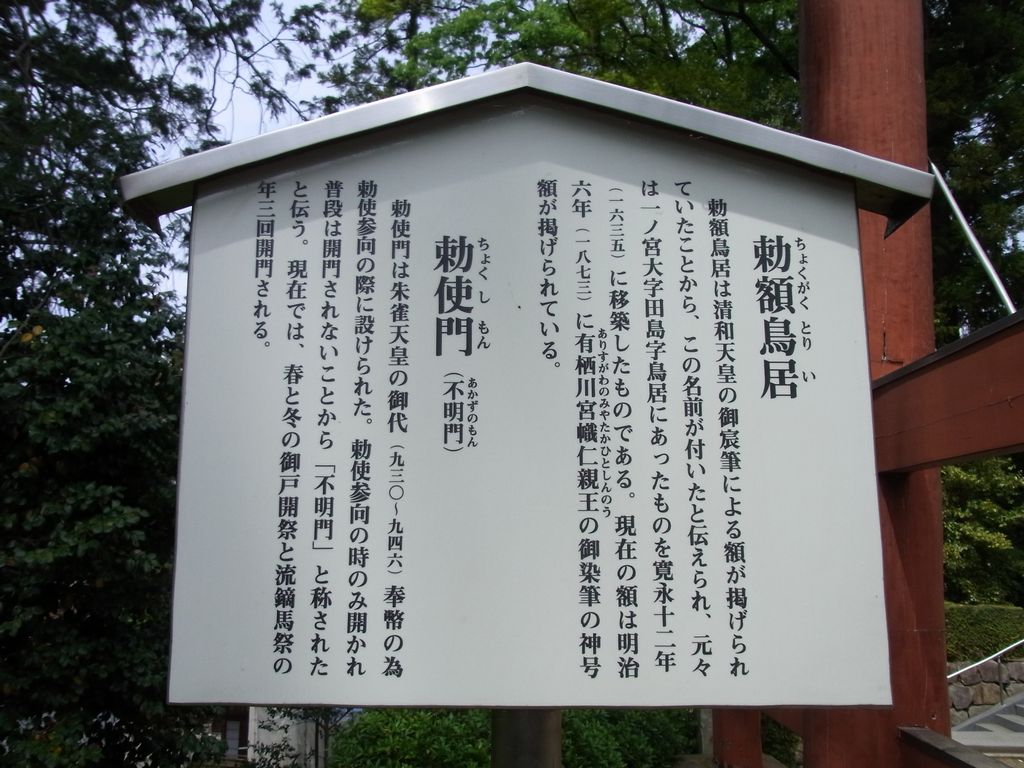 勅額鳥居
ちょくがく とりい
勅額鳥居は清和天皇の御宸筆による額が掲げられ
ていたことから、この名前が付いたと伝えられ、元々
は一ノ宮大字田島字鳥居にあったものを寛永十二年
（一六三五）に移築したものである。現在の額は明治
六年（一八七三）に有栖川宮幟仁親王の御染筆の神号
ありすがわのみやたかひとしんのう
額が掲げられている。
勅使門（不明門）
ちょくし もん あかずのもん
勅使門は朱雀天皇の御代（九三〇～九四六）奉幣の為
勅使参向の際に設けられた。勅使参向の時のみ開かれ
普段は開門されないことから「不明門」と称された
と伝う。現在では、春と冬の御戸開祭と流鏑馬祭の
年三回開門される。